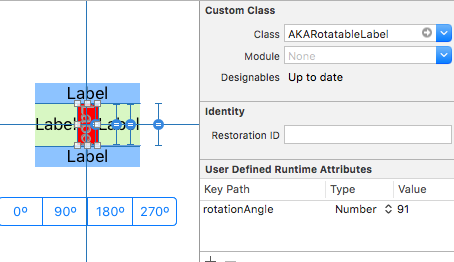 Label
Label
Label
Label
0º
90º
180º
270º
Custom Class
Class AKARotatableLabel
Module None
Designables Up to date
Identity
Restoration ID
User Defined Runtime Attributes
Key Path Type Value
rotationAngle Number 91